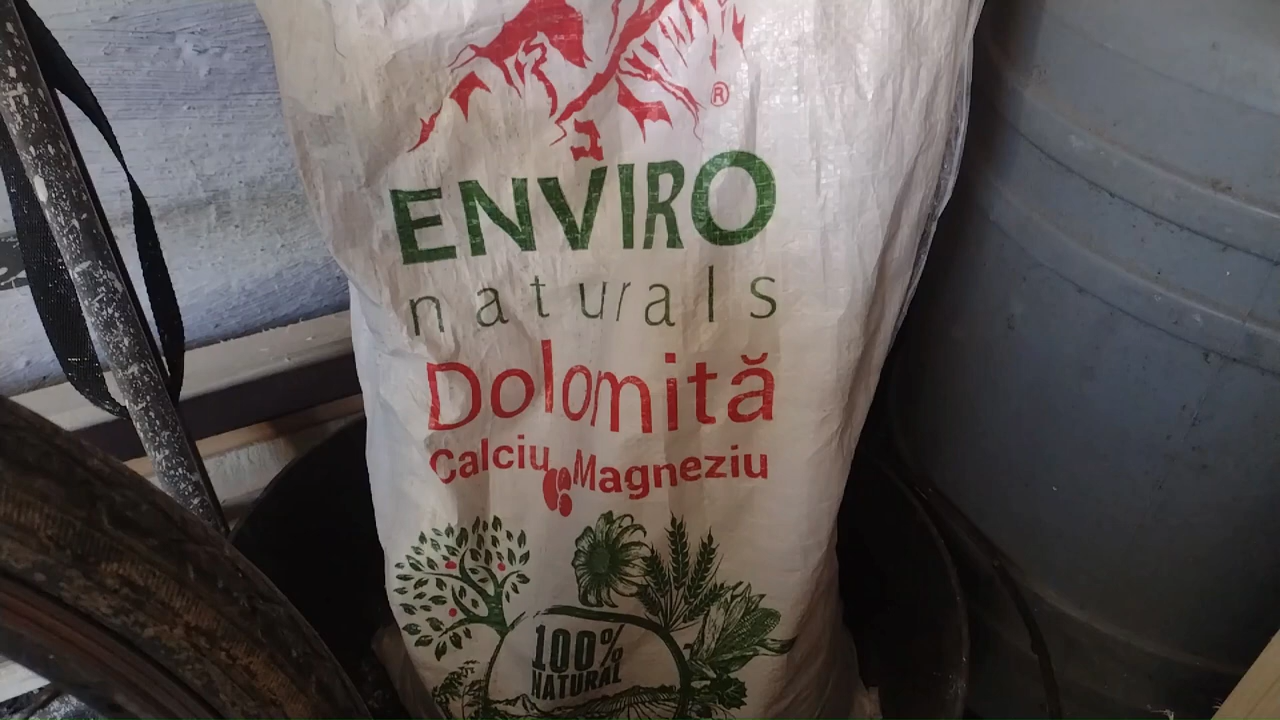 ®
ENVIRO
naturals
Dolomită
Calciu Magneziu
100%
NATURAL